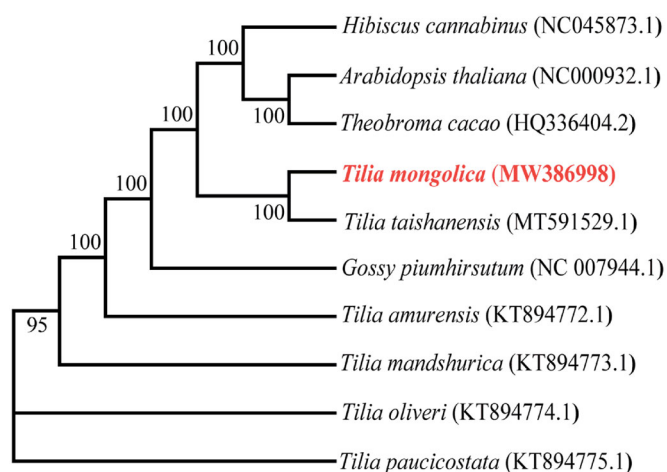 Hibiscus cannabinus (NC045873.1)
100
Arabidopsis thaliana (NC000932.1)
100
100
Theobroma cacao (HQ336404.2)
Tilia mongolica (MW386998)
100
100
Tilia taishanensis (MT591529.1)
100
Gossy piumhirsutum (NC 007944.1)
Tilia amurensis (KT894772.1)
95
Tilia mandshurica (KT894773.1)
Tilia oliveri (KT894774.1)
Tilia paucicostata (KT894775.1)